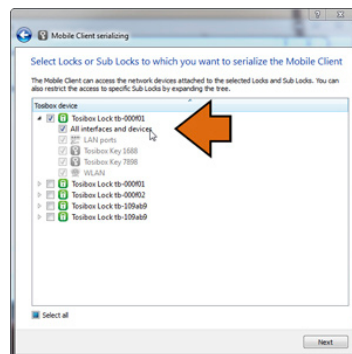 Mobile Client serializing
Select Locks or Sub Locks to which you want to serialize the Mobile Client
The Mobile Client can access the network devices attached to the selected Locks and Sub Locks. You can
also restrict the access to specific Sub Locks by expanding the tree.
Tosibox device
Tosibox Lock tb-000f01
All interfaces and devices
LAN ports
Tosibox Key 1688
Tosibox Key 7898
WLAN
Tosibox Lock tb-000f01
Tosibox Lock tb-000f02
Tosibox Lock tb-109ab9
Tosibox Lock tb-109ab9
Select all
Next